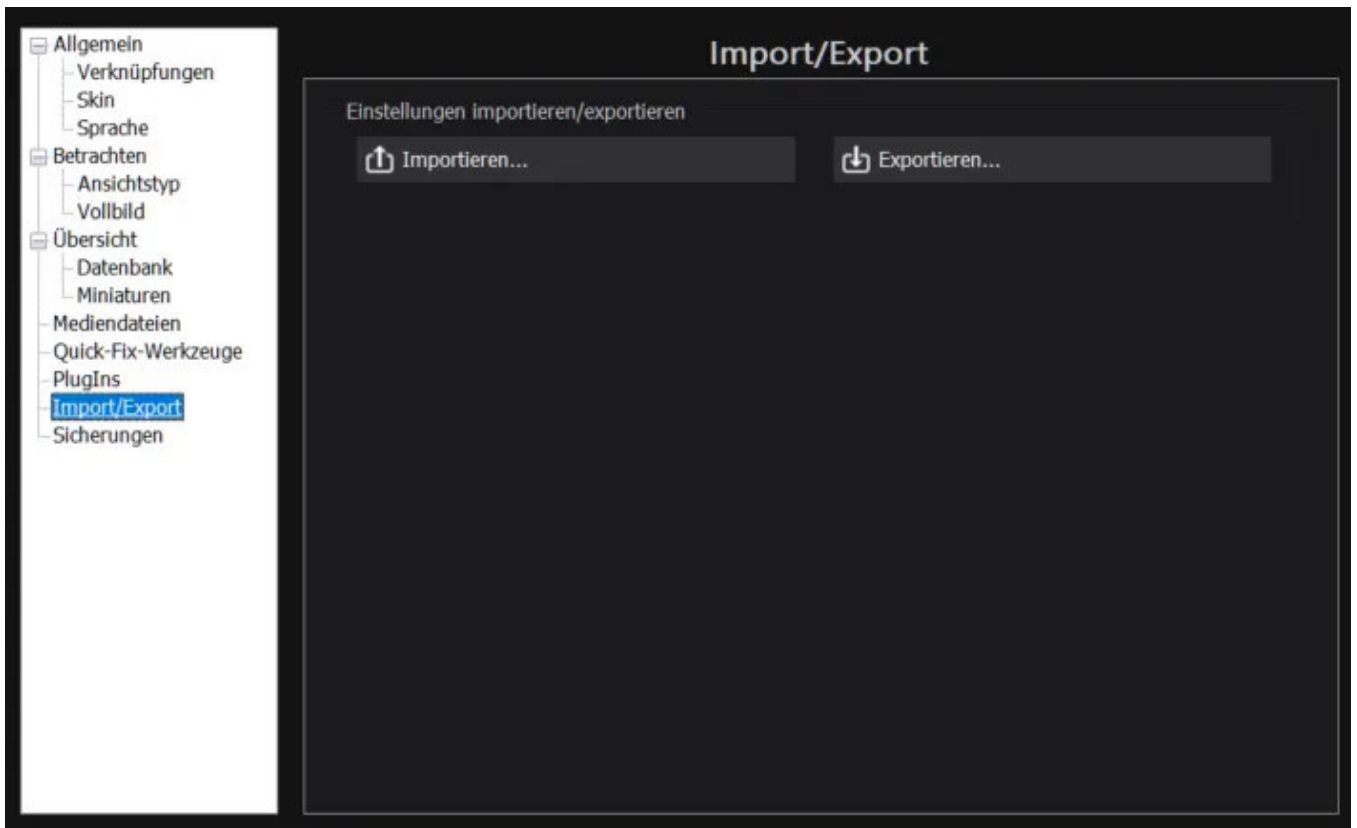 Allgemein
Verknüpfungen
Skin
Sprache
Betrachten
Ansichtstyp
Vollbild
Übersicht
Datenbank
Miniaturen
Mediendateien
Quick-Fix-Werkzeuge
PlugIns
Import/Export
Sicherungen
Import/Export
Einstellungen importieren/exportieren
Importieren...
Exportieren...